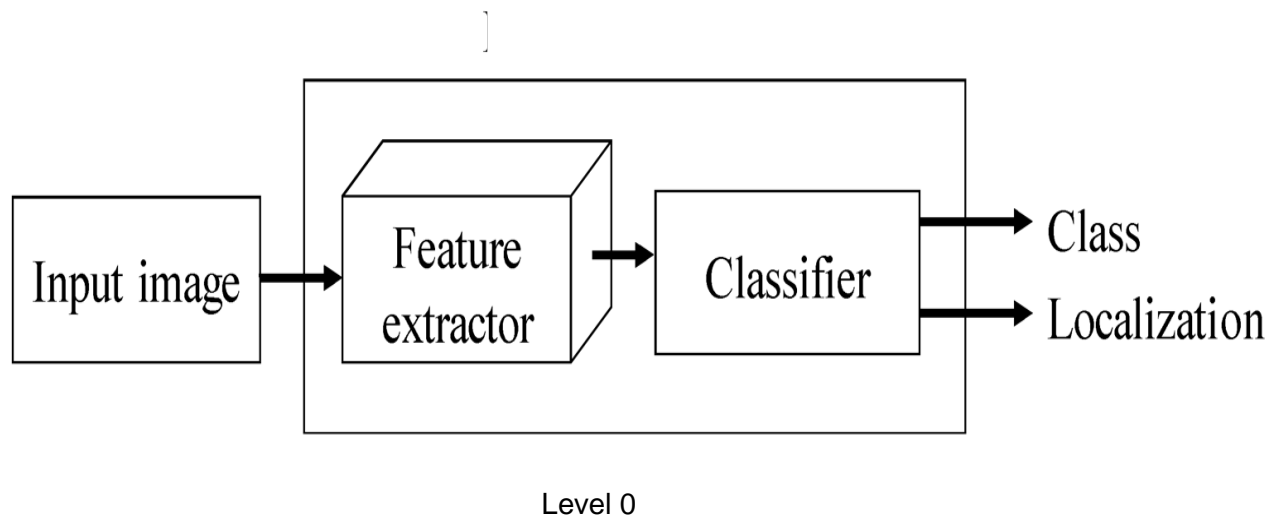 ]
Input image
Feature
extractor
Classifier
Class
Localization
Level 0